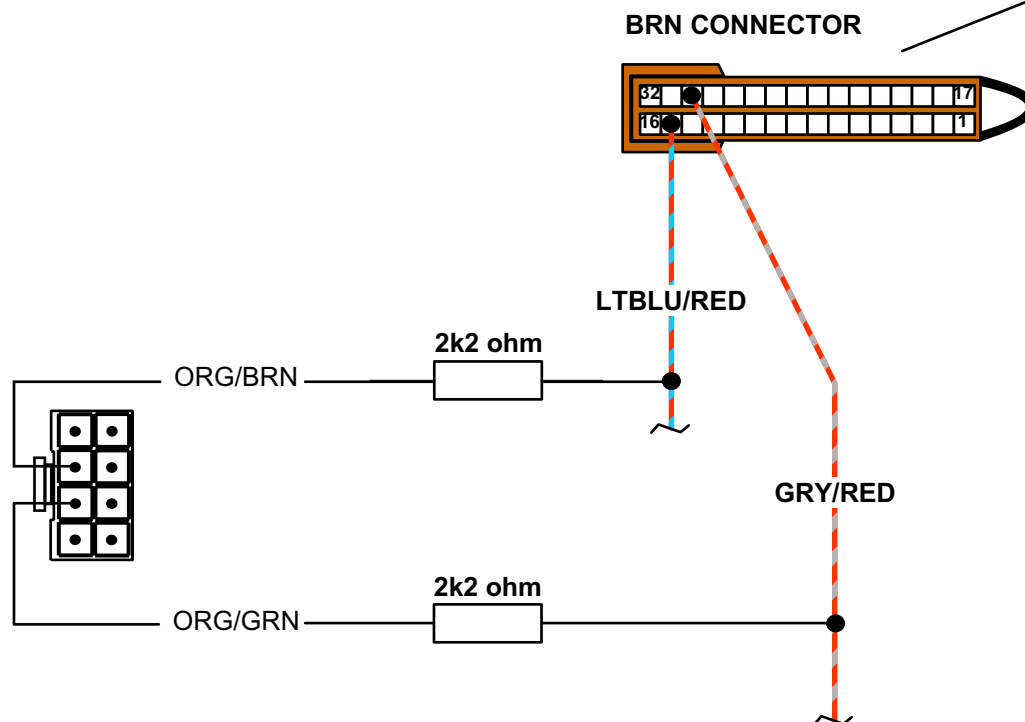 BRN CONNECTOR
32 17
16 1
LTBLU/RED
2k2 ohm
ORG/BRN
GRY/RED
2k2 ohm
ORG/GRN